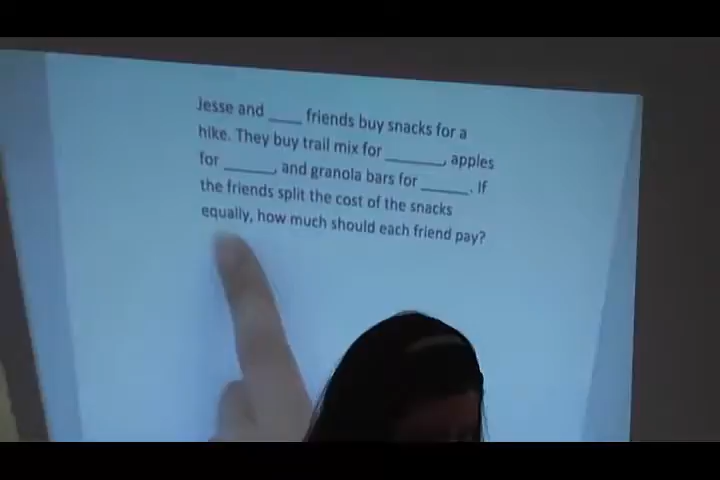 Jesse and ____ friends buy snacks for a
hike. They buy trail mix for _______, apples
for ______, and granola bars for ______. If
the friends split the cost of the snacks
equally, how much should each friend pay?